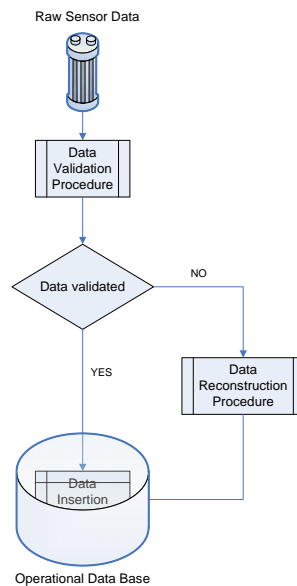 Raw Sensor Data
Data
Validation
Procedure
Data validated
NO
YES
Data
Reconstruction
Procedure
Data
Insertion
Operational Data Base